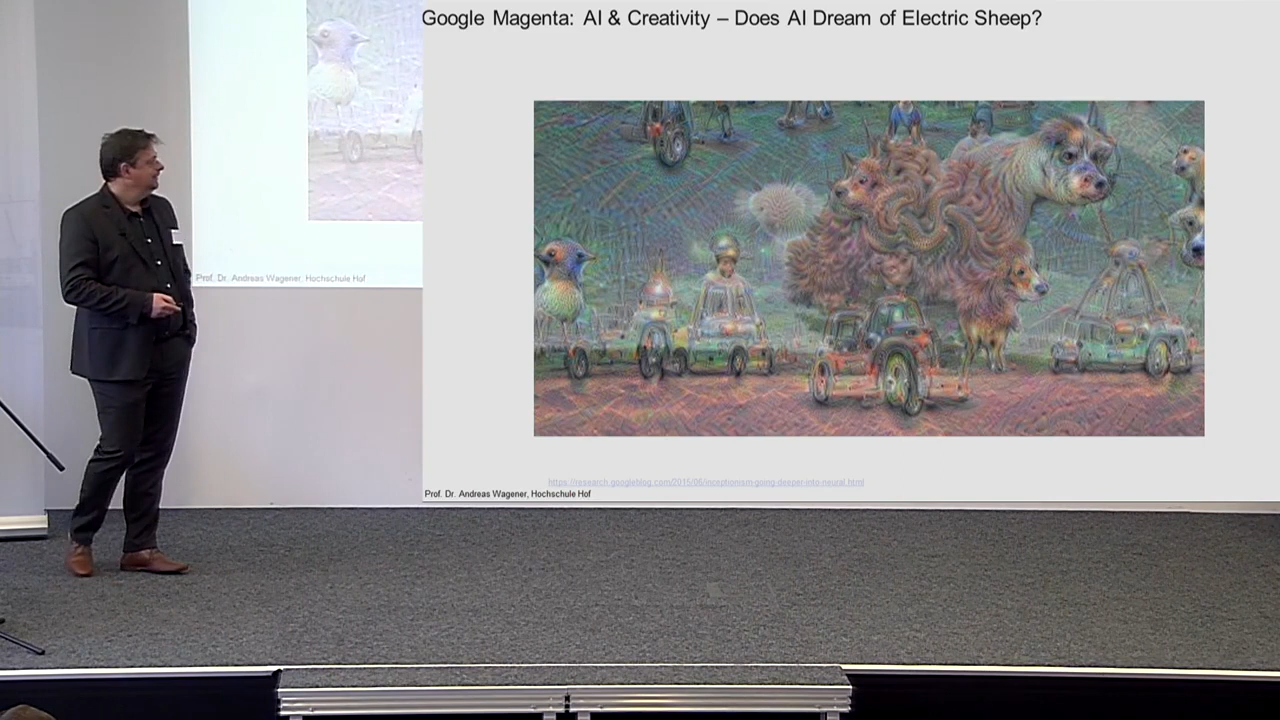 Google Magenta: AI & Creativity – Does AI Dream of Electric Sheep?
Prof. Dr. Andreas Wagener, Hochschule Hof
https://research.googleblog.com/2015/06/inceptionism-going-deeper-into-neural.html
Prof. Dr. Andreas Wagener, Hochschule Hof